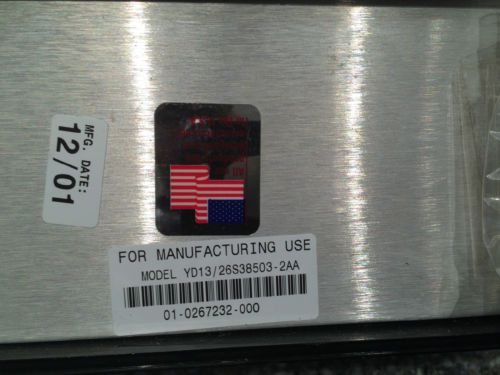 MFG. DATE:
12/01
FOR MANUFACTURING USE
MODEL YD13/26S38503-2AA
01-0267232-000